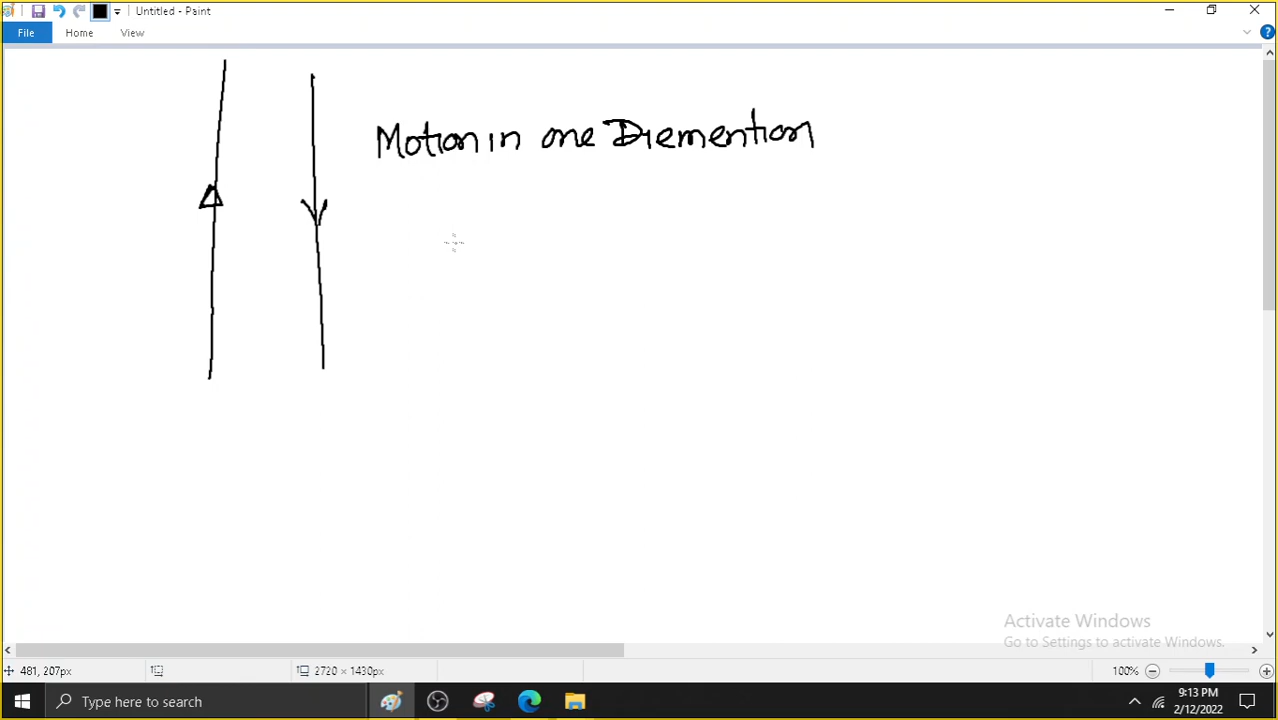 Untitled - Paint
File Home View
Motion in one Diemention
Activate Windows
Go to Settings to activate Windows.
481, 207px
2720 × 1430px
100%
Type here to search
9:13 PM
2/12/2022